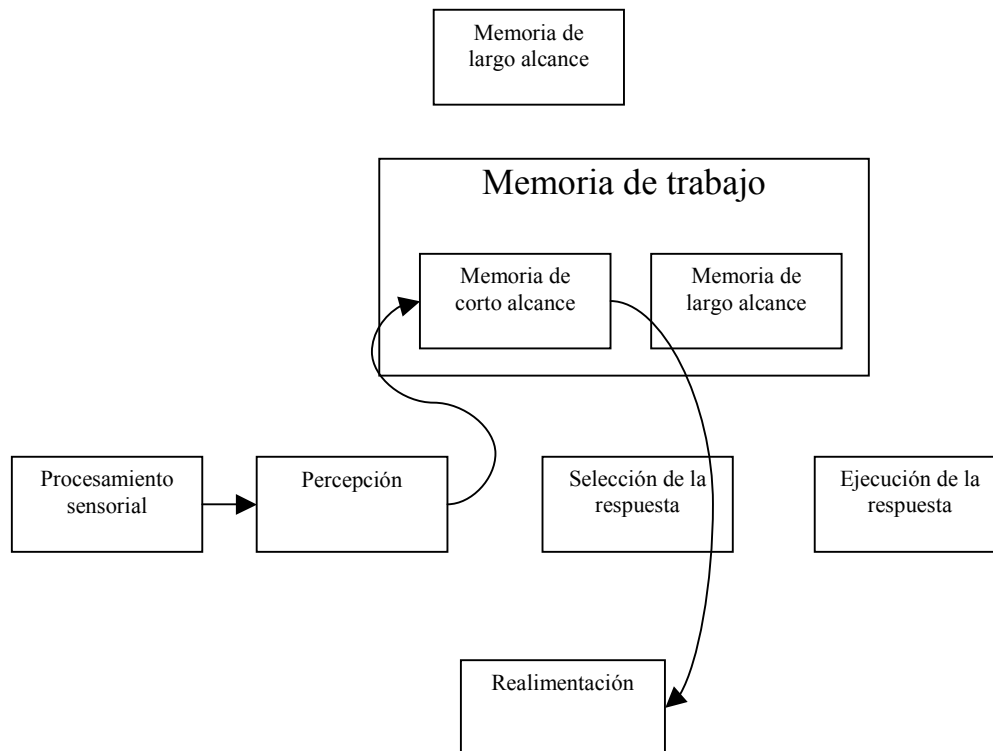 Memoria de
largo alcance
Memoria de trabajo
Memoria de
corto alcance
Memoria de
largo alcance
Procesamiento
sensorial
Percepción
Selección de la
respuesta
Ejecución de la
respuesta
Realimentación